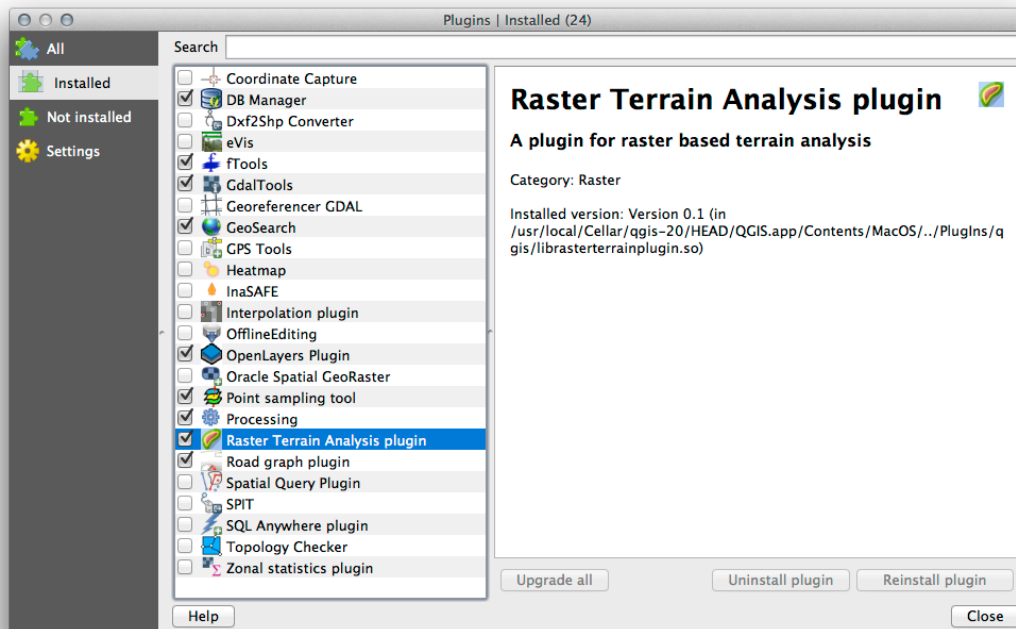 Plugins | Installed (24)
All
Installed
Not installed
Settings
Search
Coordinate Capture
DB Manager
Dxf2Shp Converter
eVis
fTools
GdalTools
Georeferencer GDAL
GeoSearch
GPS Tools
Heatmap
InaSAFE
Interpolation plugin
OfflineEditing
OpenLayers Plugin
Oracle Spatial GeoRaster
Point sampling tool
Processing
Raster Terrain Analysis plugin
Road graph plugin
Spatial Query Plugin
SPIT
SQL Anywhere plugin
Topology Checker
Zonal statistics plugin
Raster Terrain Analysis plugin
A plugin for raster based terrain analysis
Category: Raster
Installed version: Version 0.1 (in
/usr/local/Cellar/qgis-20/HEAD/QGIS.app/Contents/MacOS/../PlugIns/q
gis/librasterterrainplugin.so)
Upgrade all
Uninstall plugin
Reinstall plugin
Help
Close